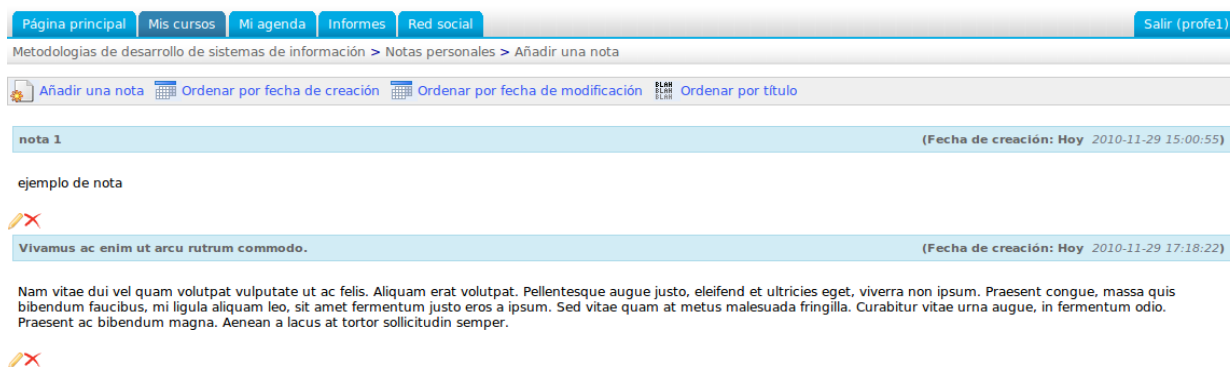 Página principal Mis cursos Mi agenda Informes Red social Salir (profe1)
Metodologias de desarrollo de sistemas de información > Notas personales > Añadir una nota
Añadir una nota Ordenar por fecha de creación Ordenar por fecha de modificación BLAH BLAH BLAH Ordenar por título
nota 1 (Fecha de creación: Hoy 2010-11-29 15:00:55)
ejemplo de nota
Vivamus ac enim ut arcu rutrum commodo. (Fecha de creación: Hoy 2010-11-29 17:18:22)
Nam vitae dui vel quam volutpat vulputate ut ac felis. Aliquam erat volutpat. Pellentesque augue justo, eleifend et ultricies eget, viverra non ipsum. Praesent congue, massa quis
bibendum faucibus, mi ligula aliquam leo, sit amet fermentum justo eros a ipsum. Sed vitae quam at metus malesuada fringilla. Curabitur vitae urna augue, in fermentum odio.
Praesent ac bibendum magna. Aenean a lacus at tortor sollicitudin semper.